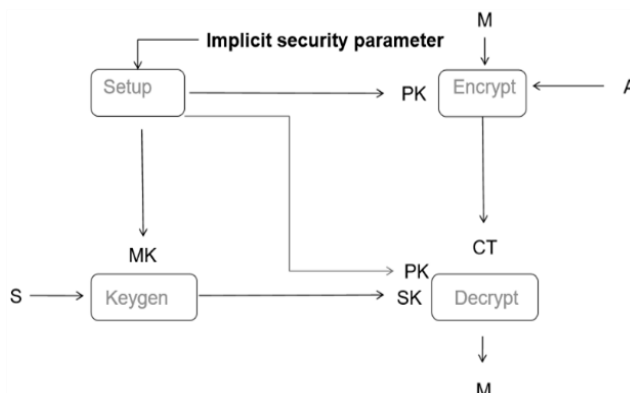 M
Implicit security parameter
Setup
PK
Encrypt
A
MK
CT
PK
S
Keygen
SK
Decrypt
M